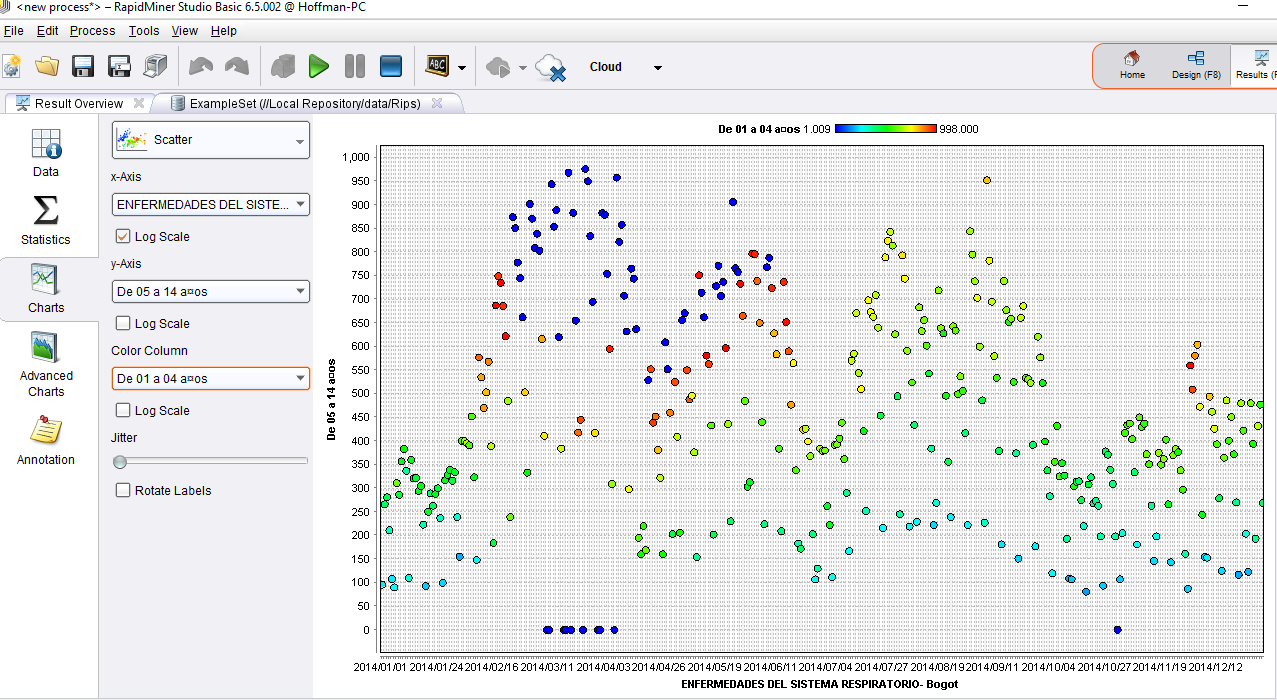 <new process*> – RapidMiner Studio Basic 6.5.002 @ Hoffman-PC
File Edit Process Tools View Help
ABC Cloud Home Design (F8) Results (F
Result Overview ExampleSet (//Local Repository/data/Rips)
Data
Statistics
Charts
Advanced
Charts
Annotation
Scatter
x-Axis
ENFERMEDADES DEL SISTE...
Log Scale
y-Axis
De 05 a 14 a¤os
Log Scale
Color Column
De 01 a 04 a¤os
Log Scale
Jitter
Rotate Labels
De 01 a 04 a¤os 1.009 998.000
De 05 a 14 a¤os
1,000
950
900
850
800
750
700
650
600
550
500
450
400
350
300
250
200
150
100
50
0
2014/01/01 2014/01/24 2014/02/16 2014/03/11 2014/04/03 2014/04/26 2014/05/19 2014/06/11 2014/07/04 2014/07/27 2014/08/19 2014/09/11 2014/10/04 2014/10/27 2014/11/19 2014/12/12
ENFERMEDADES DEL SISTEMA RESPIRATORIO- Bogot